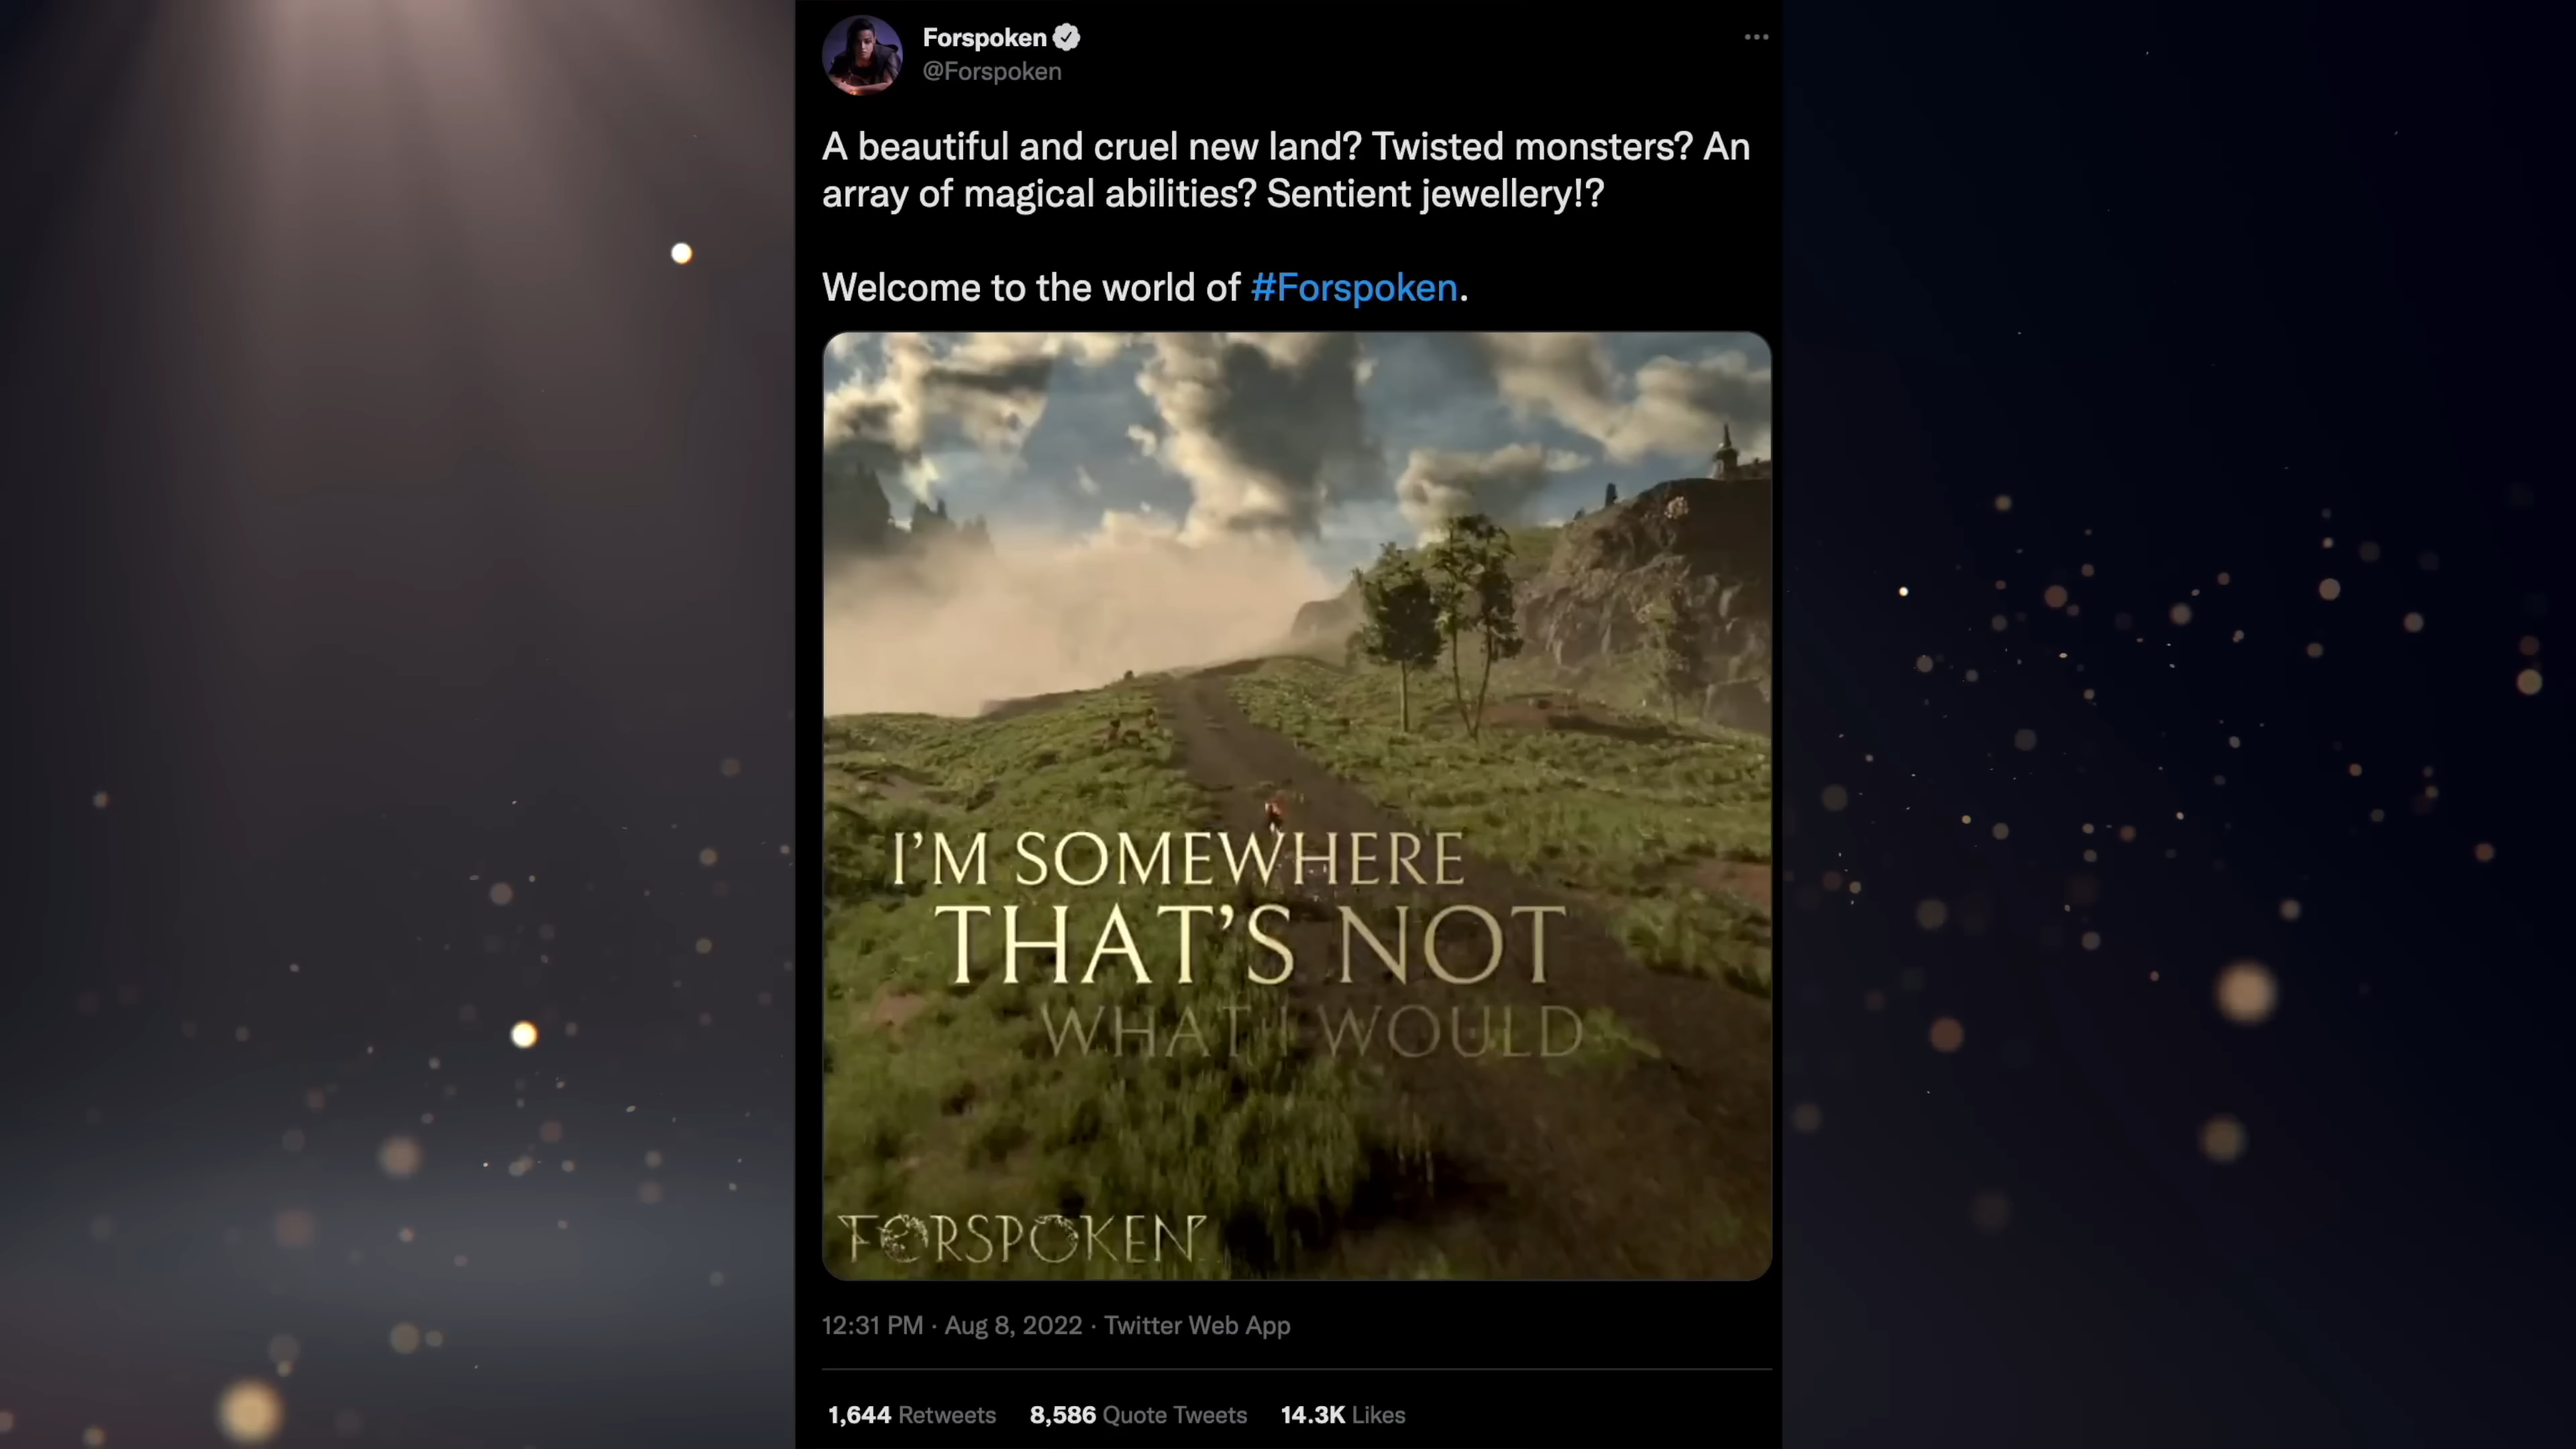 Forspoken
@Forspoken
A beautiful and cruel new land? Twisted monsters? An
array of magical abilities? Sentient jewellery!?
Welcome to the world of #Forspoken.
I'M SOMEWHERE
THAT'S NOT
WHAT I WOULD
FORSPOKEN
12:31 PM · Aug 8, 2022 · Twitter Web App
1,644 Retweets 8,586 Quote Tweets 14.3K Likes